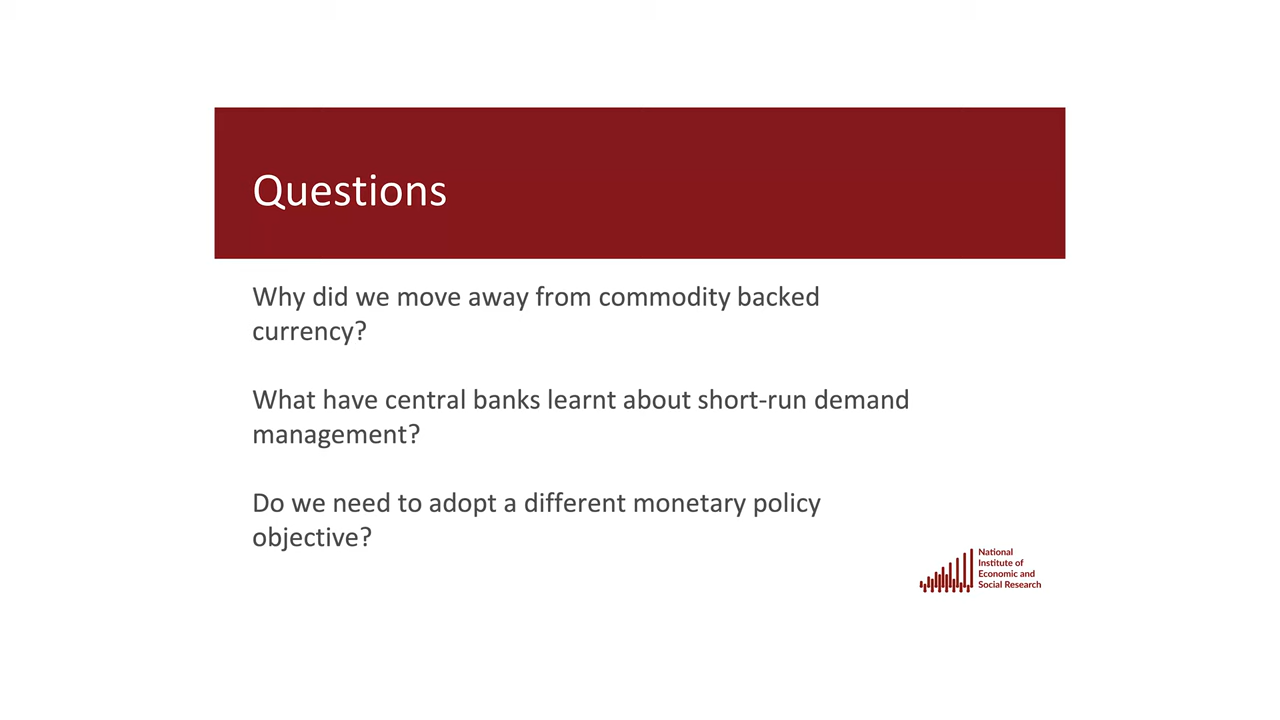 Questions
Why did we move away from commodity backed
currency?
What have central banks learnt about short-run demand
management?
Do we need to adopt a different monetary policy
objective?
National
Institute of
Economic and
Social Research